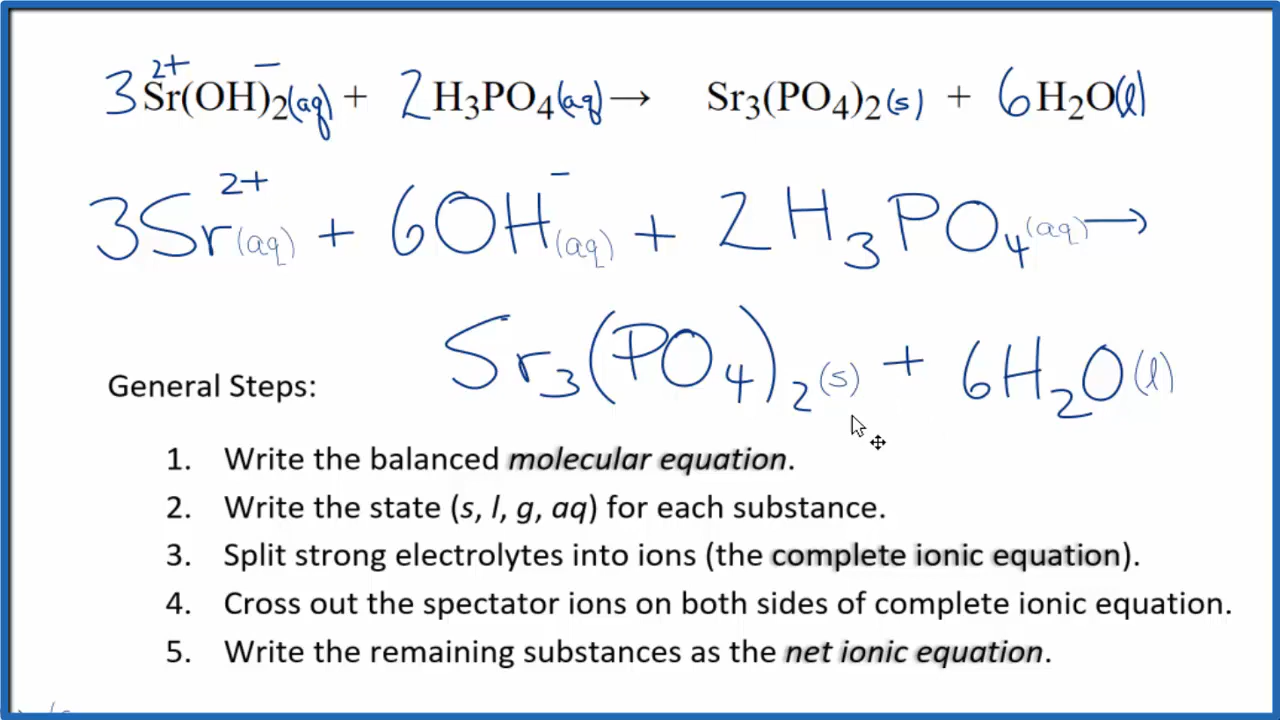 3Sr²⁺(OH)⁻₂(aq) + 2H₃PO₄(aq) → Sr₃(PO₄)₂(s) + 6H₂O(l)
3Sr²⁺(aq) + 6OH⁻(aq) + 2H₃PO₄(aq) →
Sr₃(PO₄)₂(s) + 6H₂O(l)
General Steps:
1. Write the balanced molecular equation.
2. Write the state (s, l, g, aq) for each substance.
3. Split strong electrolytes into ions (the complete ionic equation).
4. Cross out the spectator ions on both sides of complete ionic equation.
5. Write the remaining substances as the net ionic equation.